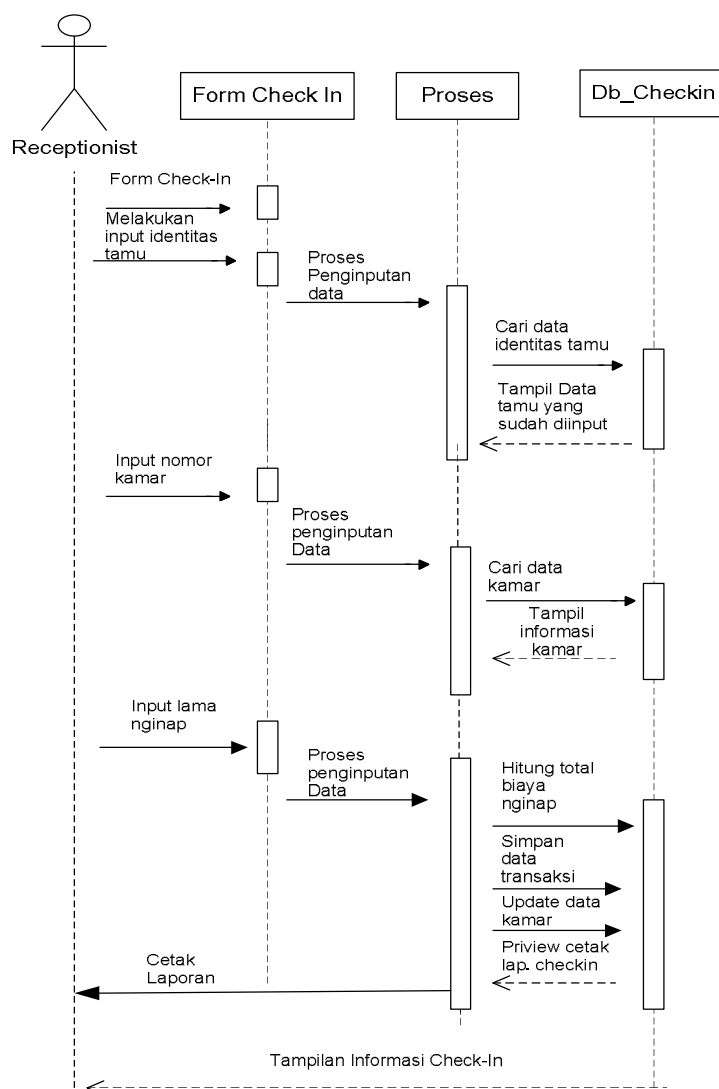 Form Check In
Proses
Db_Checkin
Receptionist
Form Check-In
Melakukan
input identitas
tamu
Proses
Penginputan
data
Cari data
identitas tamu
Tampil Data
tamu yang
sudah diinput
Input nomor
kamar
Proses
penginputan
Data
Cari data
kamar
Tampil
informasi
kamar
Input lama
nginap
Proses
penginputan
Data
Hitung total
biaya
nginap
Simpan
data
transaksi
Update data
kamar
Priview cetak
lap. checkin
Cetak
Laporan
Tampilan Informasi Check-In